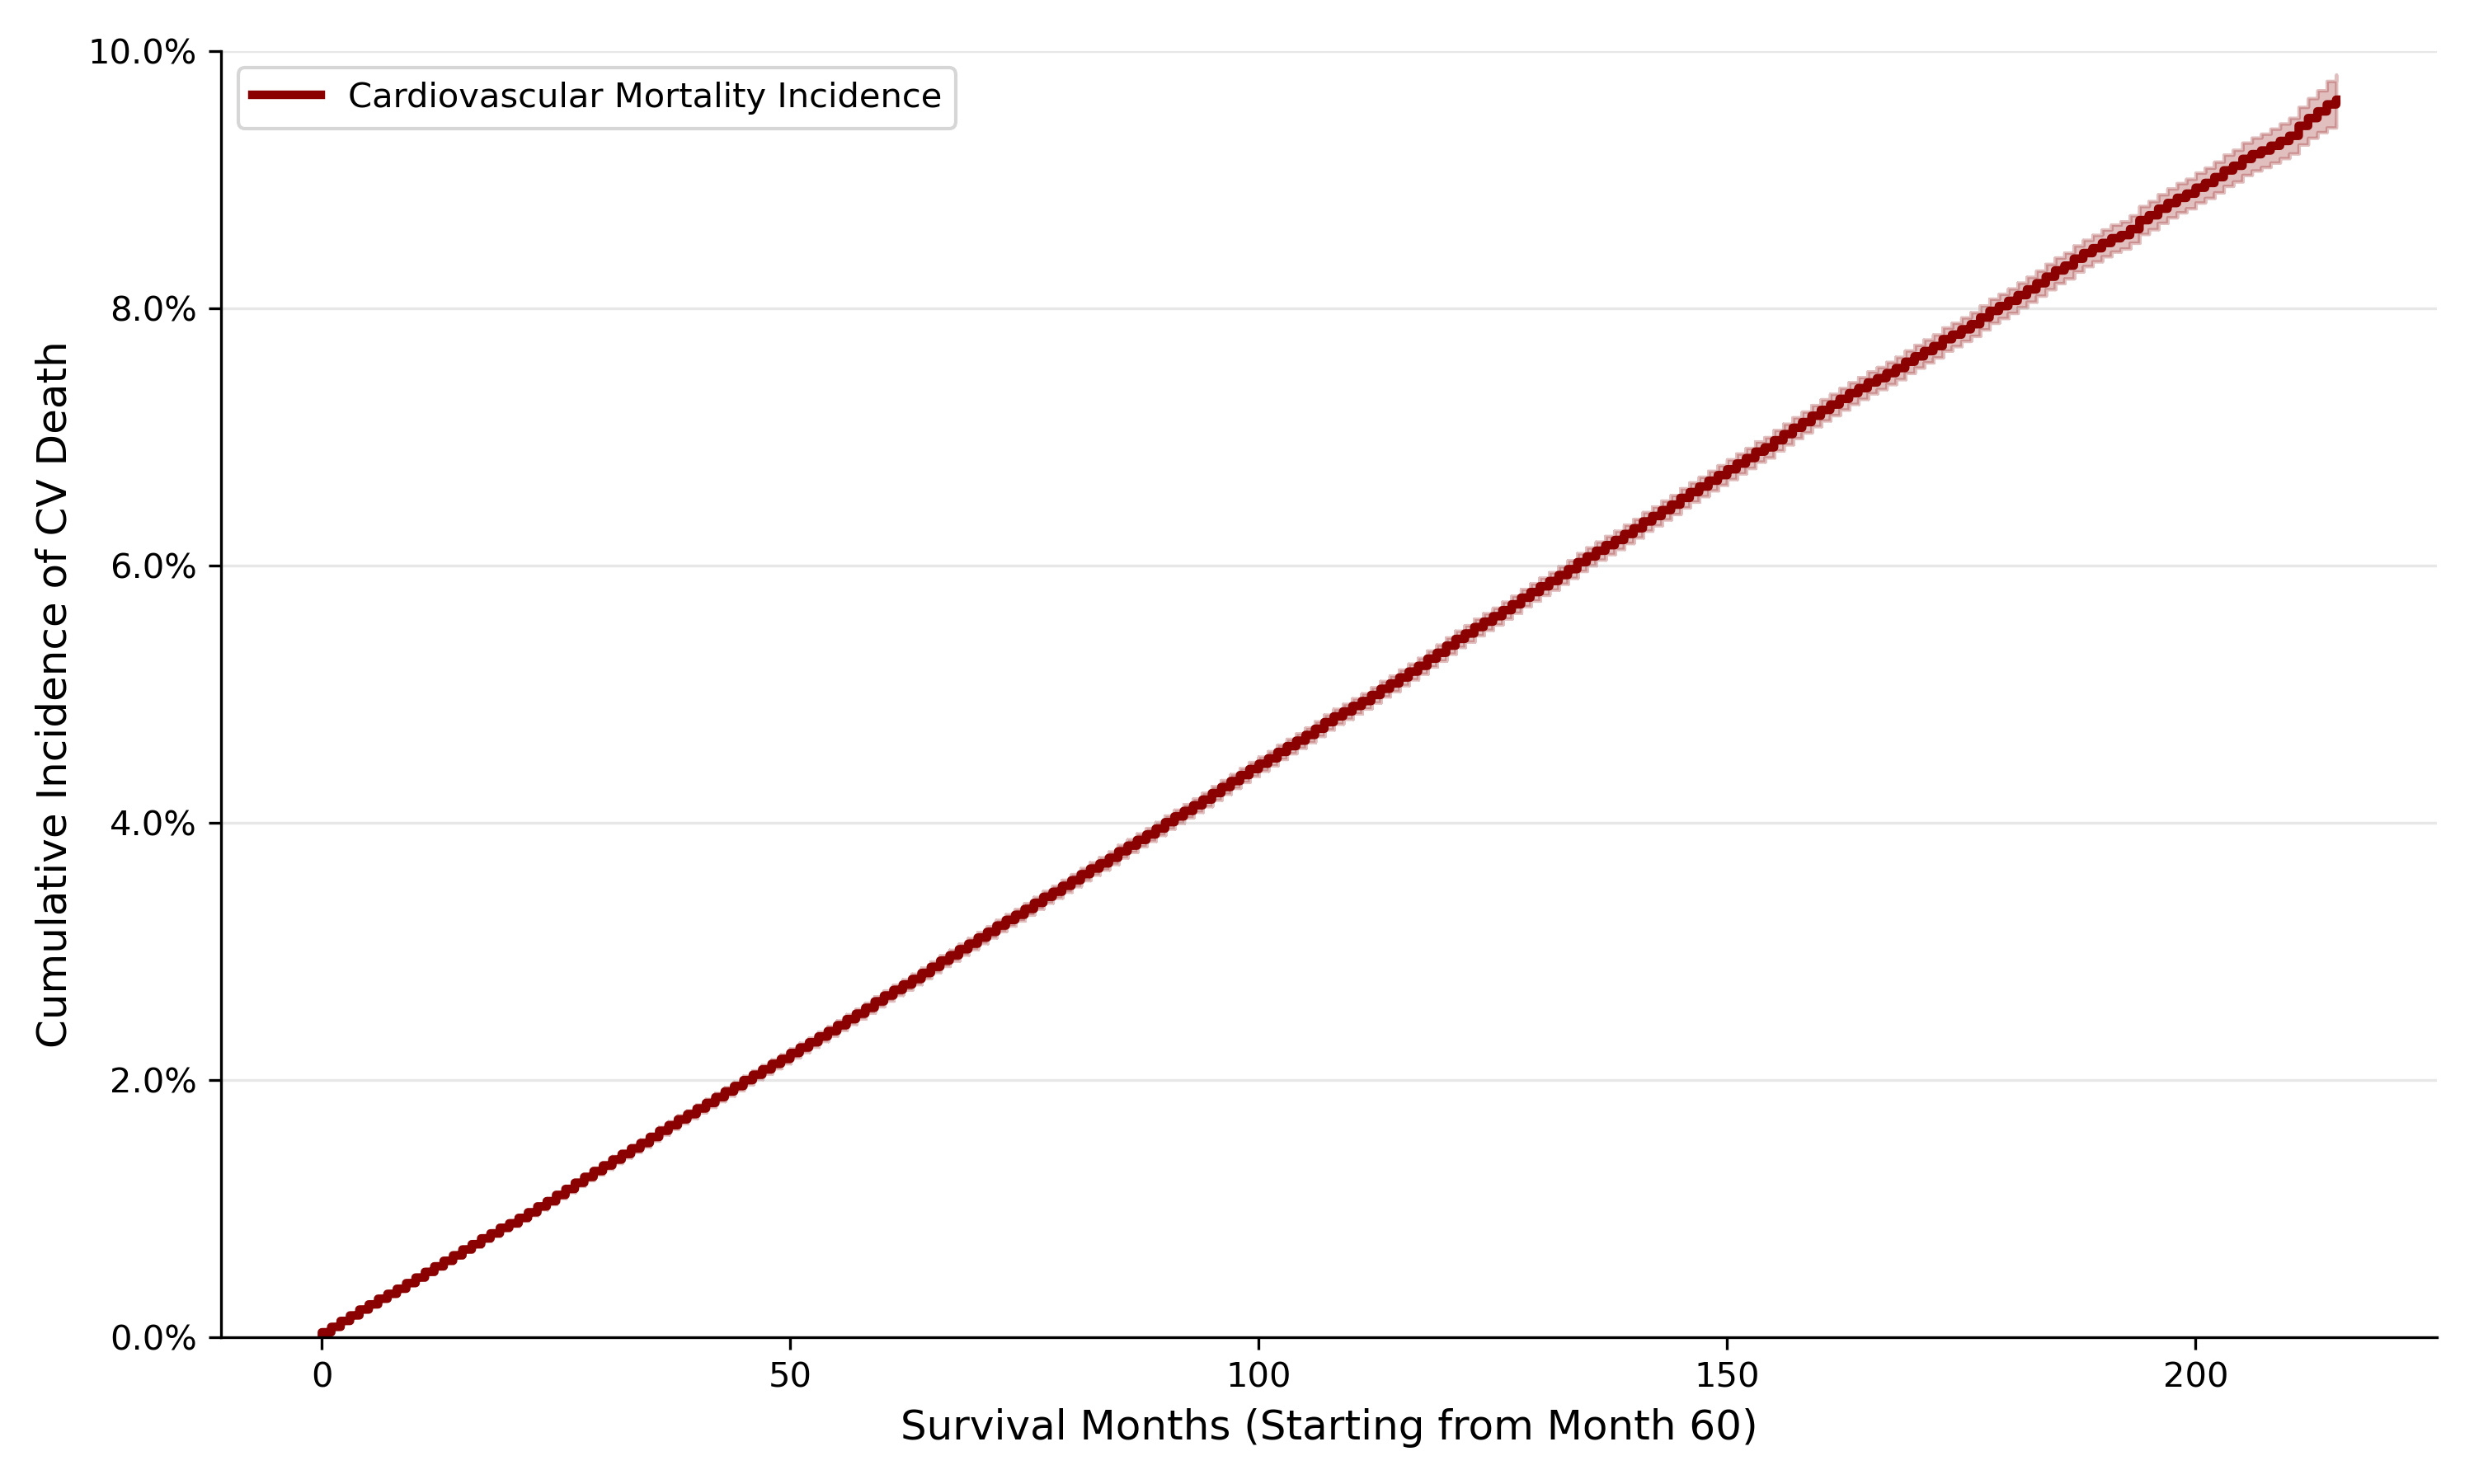 10.0%
Cardiovascular Mortality Incidence
8.0%
6.0%
4.0%
2.0%
0.0%
Cumulative Incidence of CV Death
0 50 100 150 200
Survival Months (Starting from Month 60)